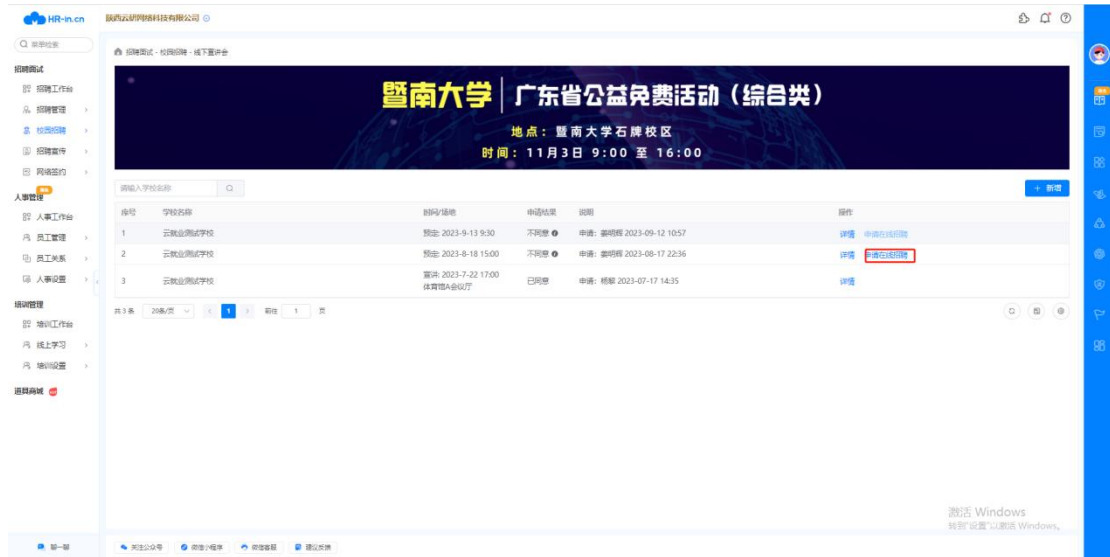 HR-in.cn
陕西云研网络科技有限公司
菜单检索
招聘面试 - 校园招聘 - 线下宣讲会
招聘面试
招聘工作台
招聘管理
校园招聘
招聘宣传
网络签约
人事管理
人事工作台
员工管理
员工关系
人事设置
培训管理
培训工作台
线上学习
培训设置
道具商城
聊一聊
暨南大学 广东省公益免费活动（综合类）
地点：暨南大学石牌校区
时间：11月3日 9:00 至 16:00
请输入学校名称
+ 新增
序号 学校名称 时间/场地 申请结果 说明 操作
1 云就业测试学校 预定: 2023-9-13 9:30 不同意 申请：姜明辉 2023-09-12 10:57 详情 申请在线招聘
2 云就业测试学校 预定: 2023-8-18 15:00 不同意 申请：姜明辉 2023-08-17 22:36 详情 申请在线招聘
3 云就业测试学校 宣讲: 2023-7-22 17:00 已同意 申请：杨 2023-07-17 14:35 详情
体育馆A会议厅
共 3 条 20条/页 1 前往 1 页
激活 Windows
转到"设置"以激活 Windows。
关注公众号 微信小程序 微信客服 建议反馈